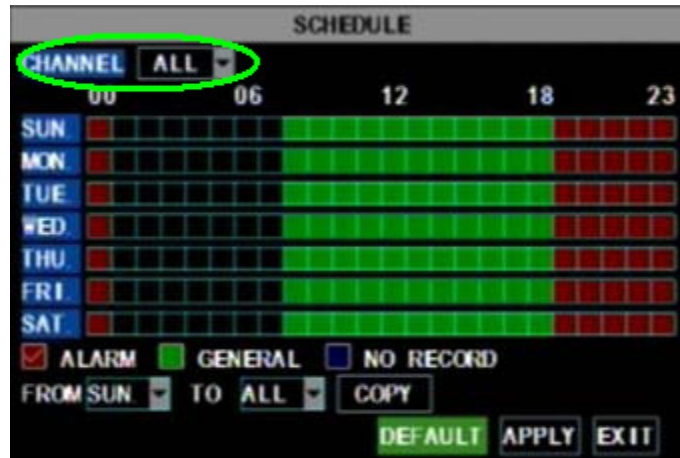 SCHEDULE
CHANNEL ALL
00 06 12 18 23
SUN.
MON.
TUE.
WED.
THU.
FRI.
SAT.
ALARM GENERAL NO RECORD
FROM SUN. TO ALL COPY
DEFAULT APPLY EXIT